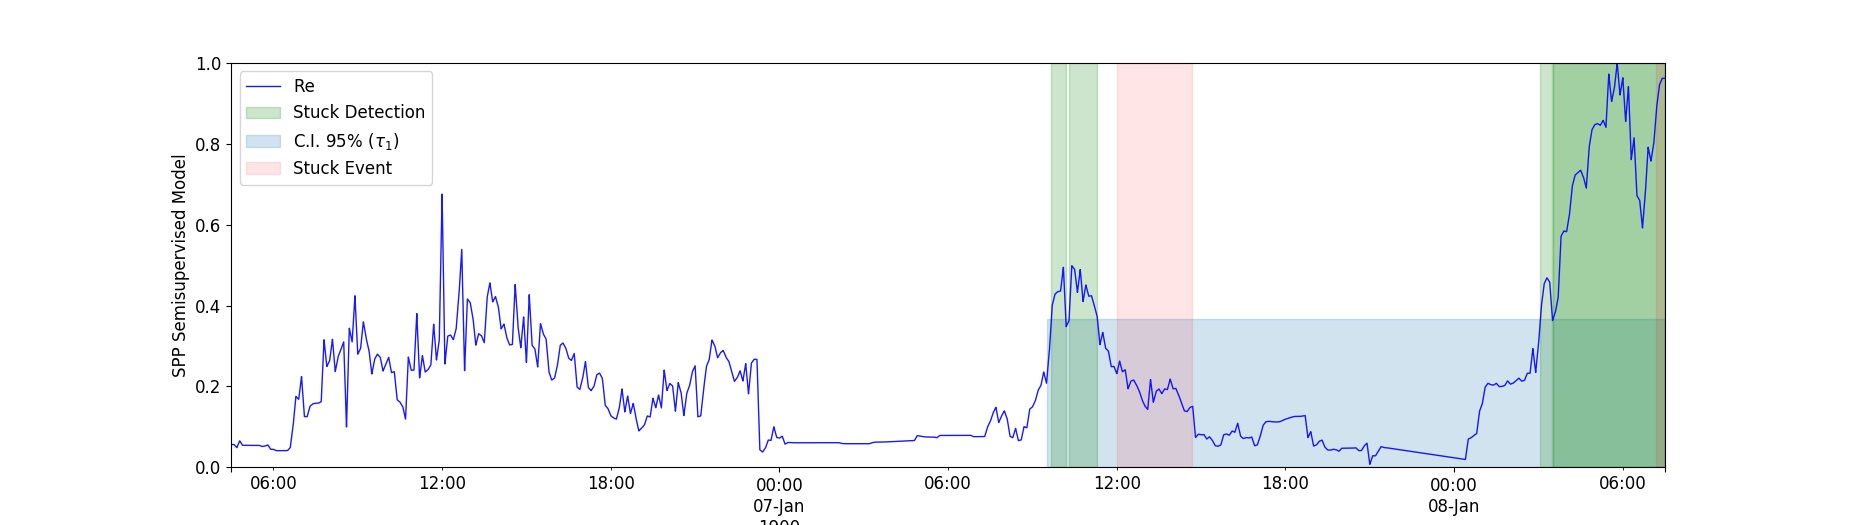 1.0
0.8
0.6
0.4
0.2
0.0
SPP Semisupervised Model
Re
Stuck Detection
C.I. 95% (τ₁)
Stuck Event
06:00 12:00 18:00 00:00 06:00 12:00 18:00 00:00 06:00
07-Jan 08-Jan
1900